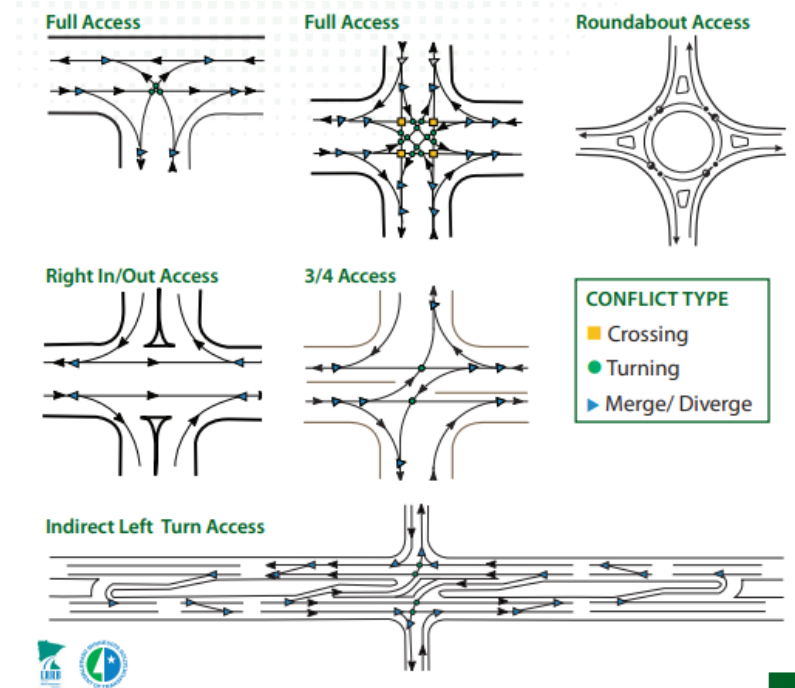 Full Access
Full Access
Roundabout Access
Right In/Out Access
3/4 Access
CONFLICT TYPE
Crossing
Turning
Merge/ Diverge
Indirect Left Turn Access
LRRB